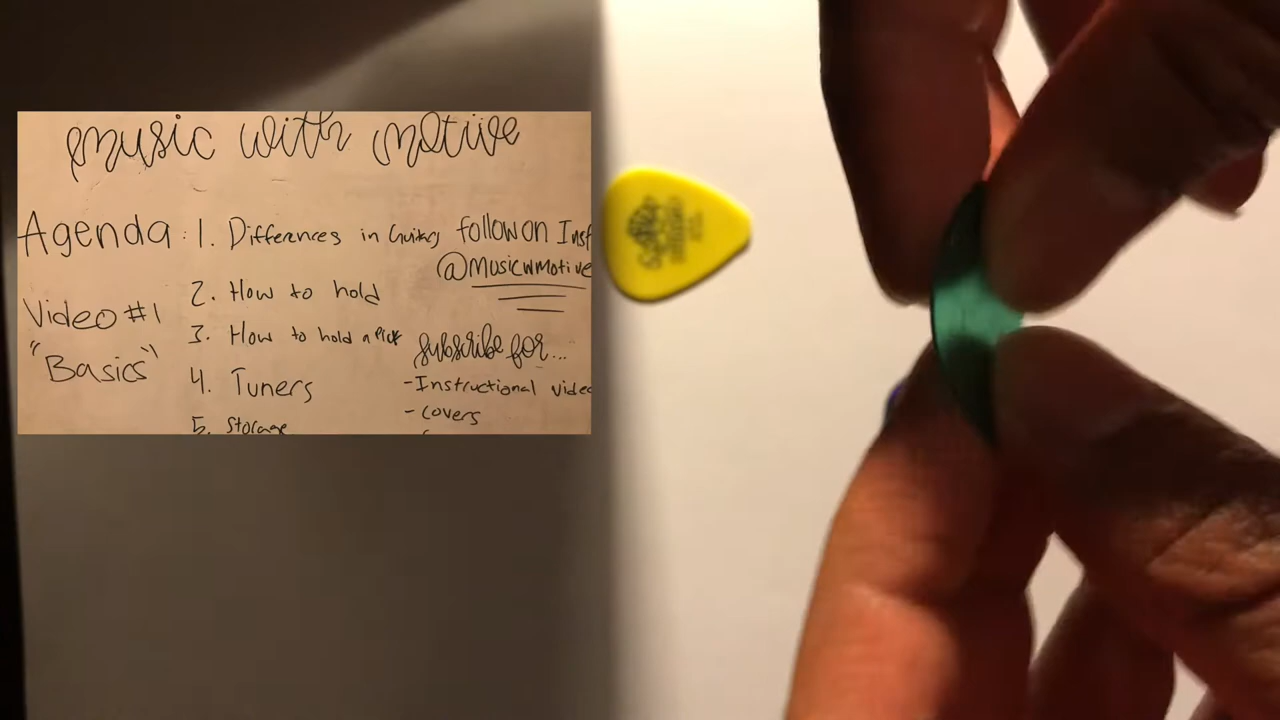 music with motive
Agenda: 1. Differences in Guitars follow on Inst
@MusicwMotive
2. How to hold
Video #1
3. How to hold a Pick
Subscribe for...
"Basics"
4. Tuners
- Instructional video
- Covers
5. Storage